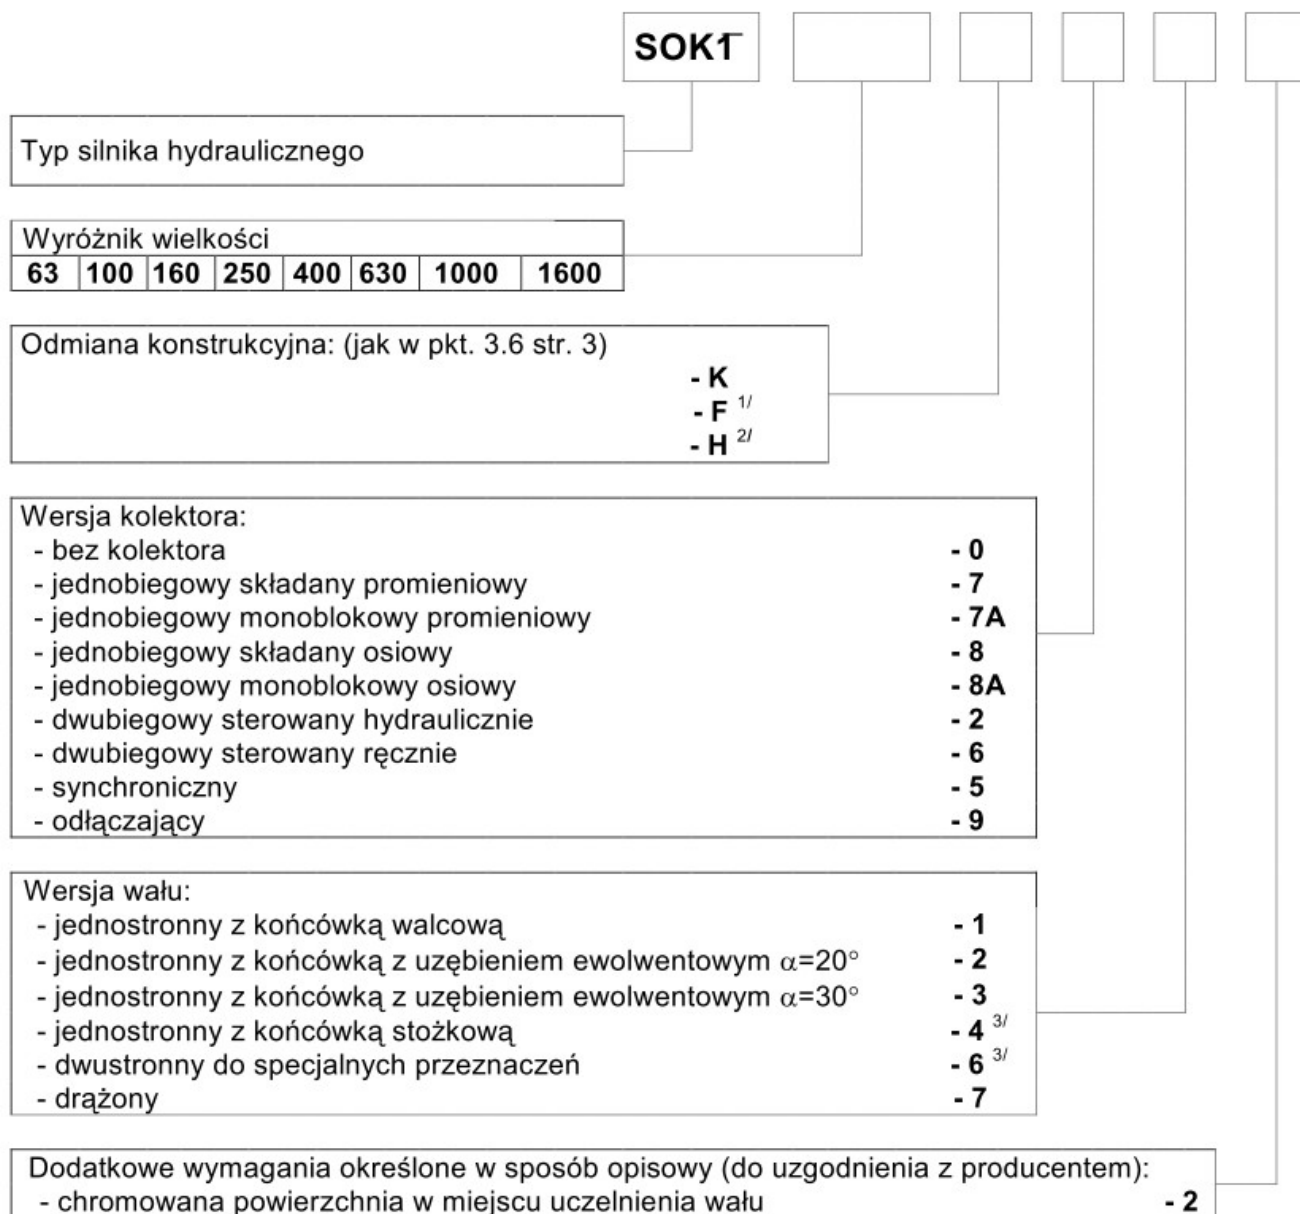 SOK1
Typ silnika hydraulicznego
Wyróżnik wielkości
63 100 160 250 400 630 1000 1600
Odmiana konstrukcyjna: (jak w pkt. 3.6 str. 3)
- K
- F 1/
- H 2/
Wersja kolektora:
- bez kolektora - 0
- jednobiegowy składany promieniowy - 7
- jednobiegowy monoblokowy promieniowy - 7A
- jednobiegowy składany osiowy - 8
- jednobiegowy monoblokowy osiowy - 8A
- dwubiegowy sterowany hydraulicznie - 2
- dwubiegowy sterowany ręcznie - 6
- synchroniczny - 5
- odłączający - 9
Wersja wału:
- jednostronny z końcówką walcową - 1
- jednostronny z końcówką z uzębieniem ewolwentowym α=20° - 2
- jednostronny z końcówką z uzębieniem ewolwentowym α=30° - 3
- jednostronny z końcówką stożkową - 4 3/
- dwustronny do specjalnych przeznaczeń - 6 3/
- drążony - 7
Dodatkowe wymagania określone w sposób opisowy (do uzgodnienia z producentem):
- chromowana powierzchnia w miejscu uczelnienia wału - 2